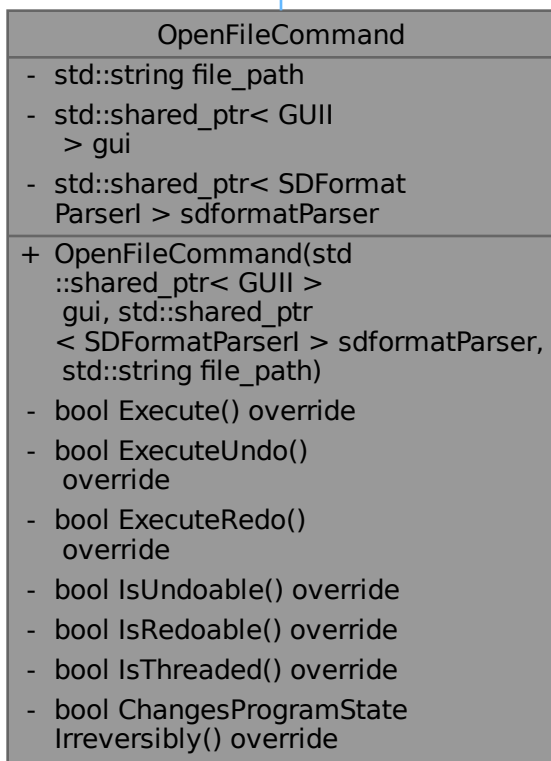 OpenFileCommand
- std::string file_path
- std::shared_ptr< GUII
> gui
- std::shared_ptr< SDFormat
ParserI > sdformatParser
+ OpenFileCommand(std
::shared_ptr< GUII >
gui, std::shared_ptr
< SDFormatParserI > sdformatParser,
std::string file_path)
- bool Execute() override
- bool ExecuteUndo()
override
- bool ExecuteRedo()
override
- bool IsUndoable() override
- bool IsRedoable() override
- bool IsThreaded() override
- bool ChangesProgramState
Irreversibly() override